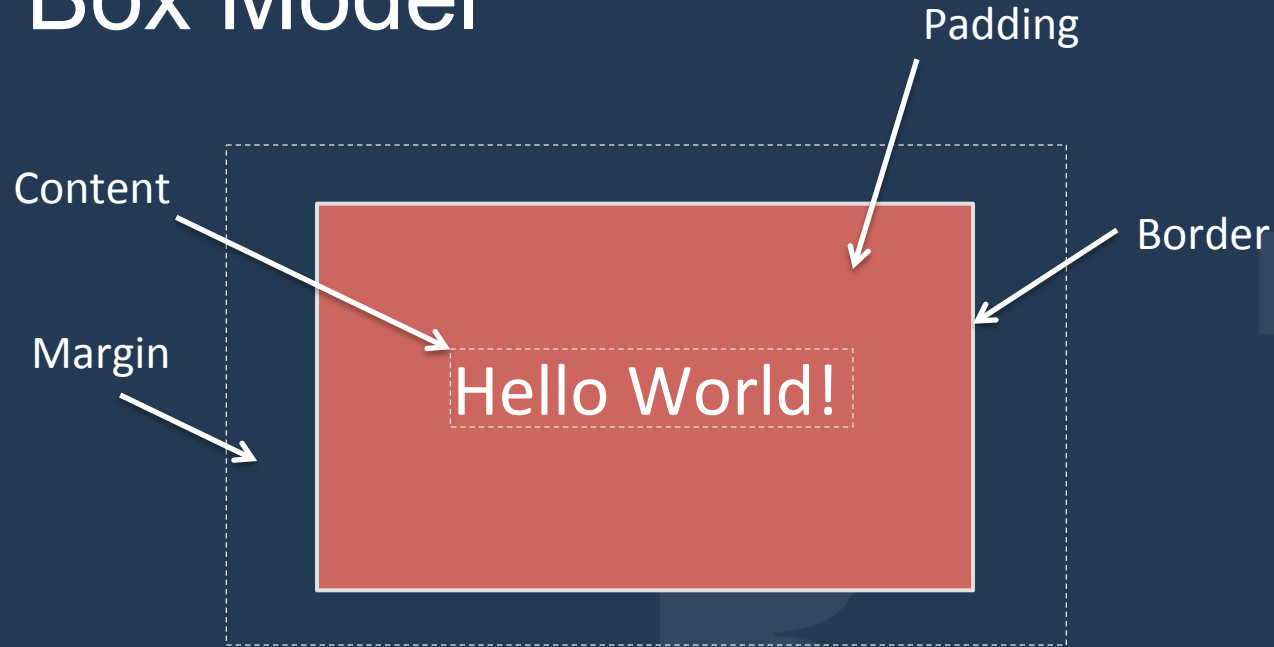 Box Model
Padding
Content
Border
Margin
Hello World!